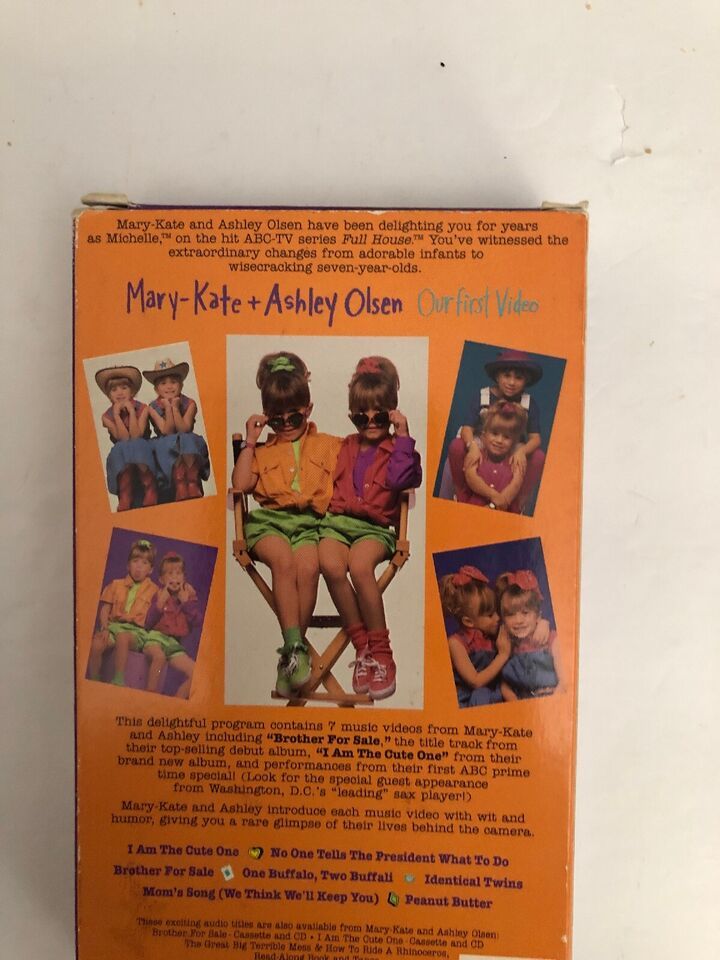 Mary-Kate and Ashley Olsen have been delighting you for years
as Michelle,™ on the hit ABC-TV series Full House.™ You've witnessed the
extraordinary changes from adorable infants to
wisecracking seven-year-olds.
Mary-Kate + Ashley Olsen Our first Video
This delightful program contains 7 music videos from Mary-Kate
and Ashley including "Brother For Sale," the title track from
their top-selling debut album, "I Am The Cute One" from their
brand new album, and performances from their first ABC prime
time special! (Look for the special guest appearance
from Washington, D.C.'s "leading" sax player!)
Mary-Kate and Ashley introduce each music video with wit and
humor, giving you a rare glimpse of their lives behind the camera.
I Am The Cute One No One Tells The President What To Do
Brother For Sale One Buffalo, Two Buffali Identical Twins
Mom's Song (We Think We'll Keep You) Peanut Butter
These exciting audio titles are also available from Mary-Kate and Ashley Olsen:
Brother For Sale - Cassette and CD • I Am The Cute One - Cassette and CD
The Great Big Terrible Mess & How To Ride A Rhinoceros,
Read-Along Book and Tapes